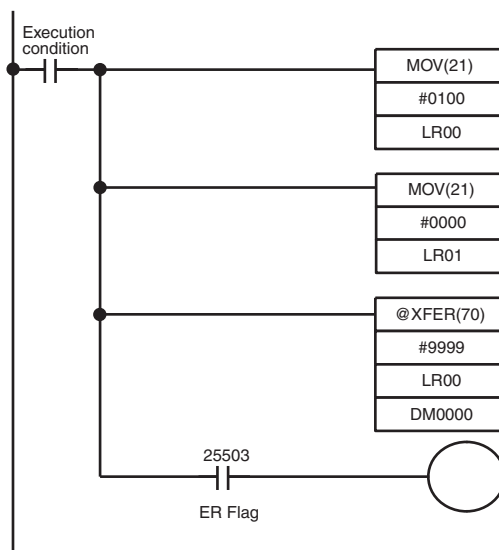 Execution
condition
MOV(21)
#0100
LR00
MOV(21)
#0000
LR01
@XFER(70)
#9999
LR00
DM0000
25503
ER Flag